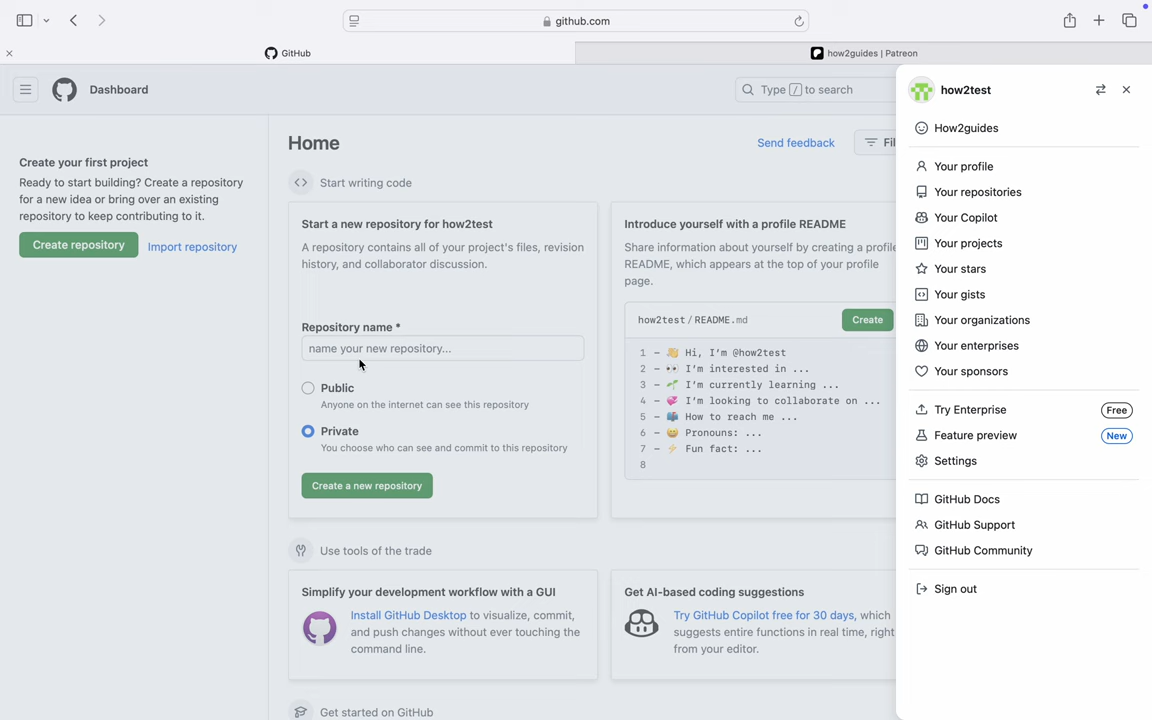 github.com
GitHub
how2guides | Patreon
Dashboard
Type / to search
how2test
How2guides
Your profile
Your repositories
Your Copilot
Your projects
Your stars
Your gists
Your organizations
Your enterprises
Your sponsors
Try Enterprise
Free
Feature preview
New
Settings
GitHub Docs
GitHub Support
GitHub Community
Sign out
Create your first project
Ready to start building? Create a repository
for a new idea or bring over an existing
repository to keep contributing to it.
Create repository
Import repository
Home
Send feedback
Fil
Start writing code
Start a new repository for how2test
A repository contains all of your project's files, revision
history, and collaborator discussion.
Repository name *
name your new repository...
Public
Anyone on the internet can see this repository
Private
You choose who can see and commit to this repository
Create a new repository
Introduce yourself with a profile README
Share information about yourself by creating a profile
README, which appears at the top of your profile
page.
how2test / README.md
Create
1 - 👋 Hi, I'm @how2test
2 - 👀 I'm interested in ...
3 - 🌱 I'm currently learning ...
4 - 💞️ I'm looking to collaborate on ...
5 - 📫 How to reach me ...
6 - 😄 Pronouns: ...
7 - ⚡ Fun fact: ...
8
Use tools of the trade
Simplify your development workflow with a GUI
Install GitHub Desktop to visualize, commit,
and push changes without ever touching the
command line.
Get AI-based coding suggestions
Try GitHub Copilot free for 30 days, which
suggests entire functions in real time, right
from your editor.
Get started on GitHub